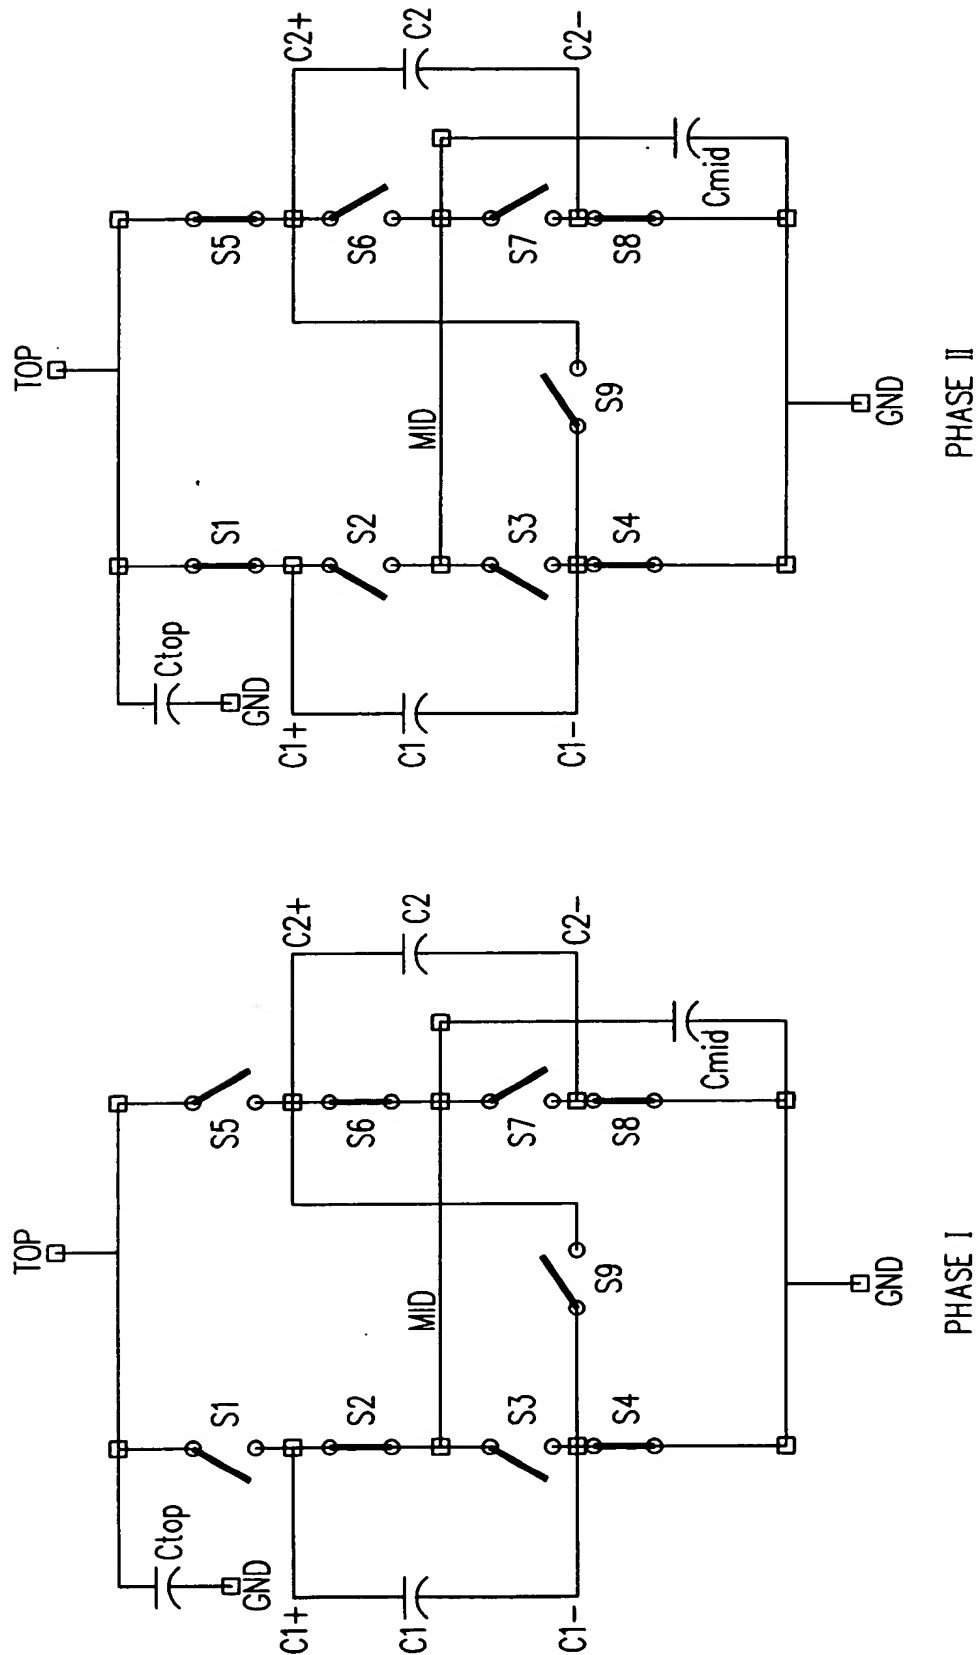 TOP
Ctop
GND
C1+
C1
C1-
S1
S2
S3
S4
MID
S9
S5
S6
S7
S8
C2+
C2
C2-
Cmid
GND
PHASE I
TOP
Ctop
GND
C1+
C1
C1-
S1
S2
S3
S4
MID
S9
S5
S6
S7
S8
C2+
C2
C2-
Cmid
GND
PHASE II